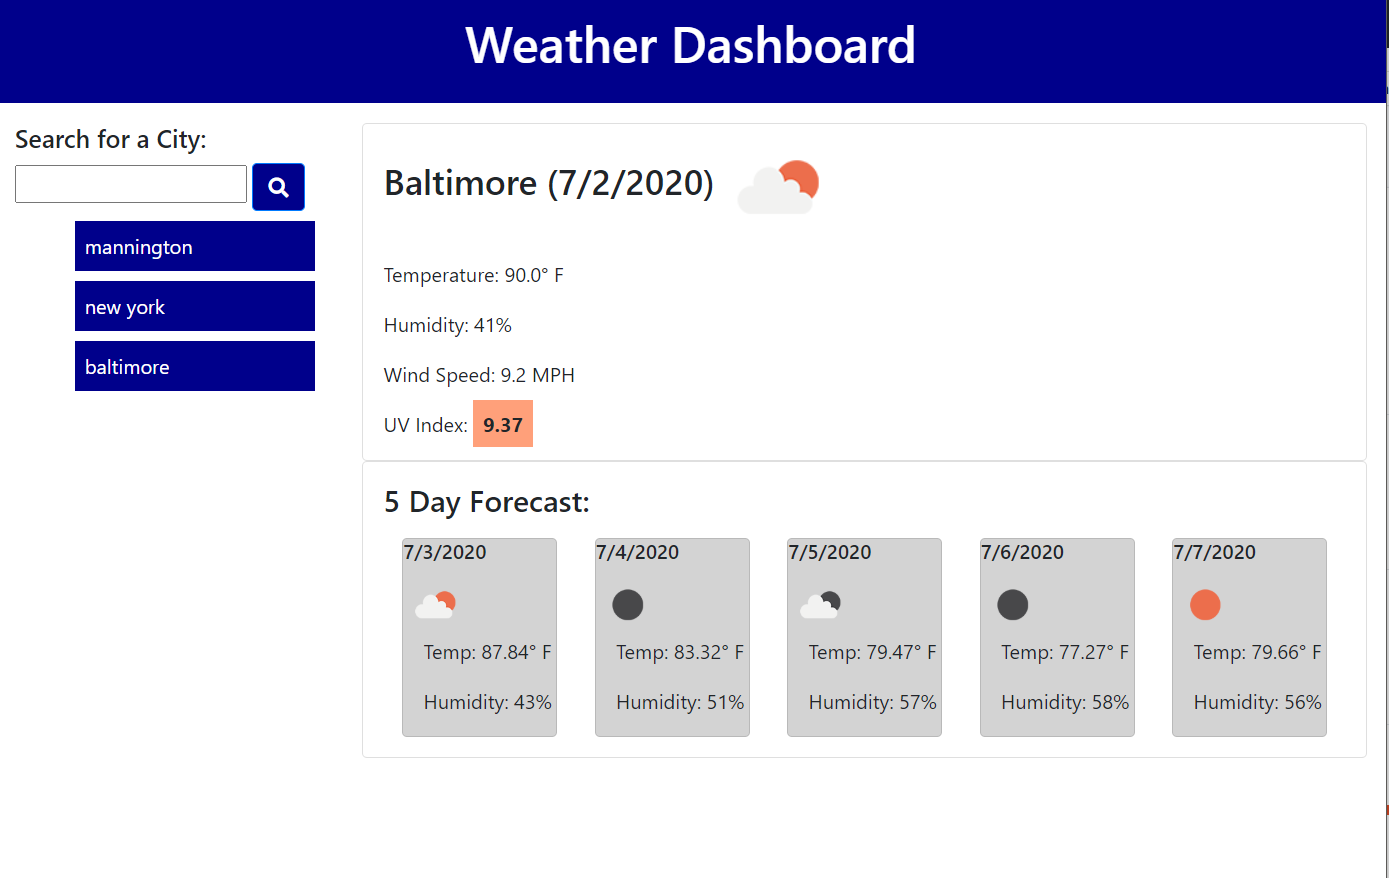 Weather Dashboard
Search for a City:
mannington
new york
baltimore
Baltimore (7/2/2020)
Temperature: 90.0° F
Humidity: 41%
Wind Speed: 9.2 MPH
UV Index: 9.37
5 Day Forecast:
7/3/2020
Temp: 87.84° F
Humidity: 43%
7/4/2020
Temp: 83.32° F
Humidity: 51%
7/5/2020
Temp: 79.47° F
Humidity: 57%
7/6/2020
Temp: 77.27° F
Humidity: 58%
7/7/2020
Temp: 79.66° F
Humidity: 56%